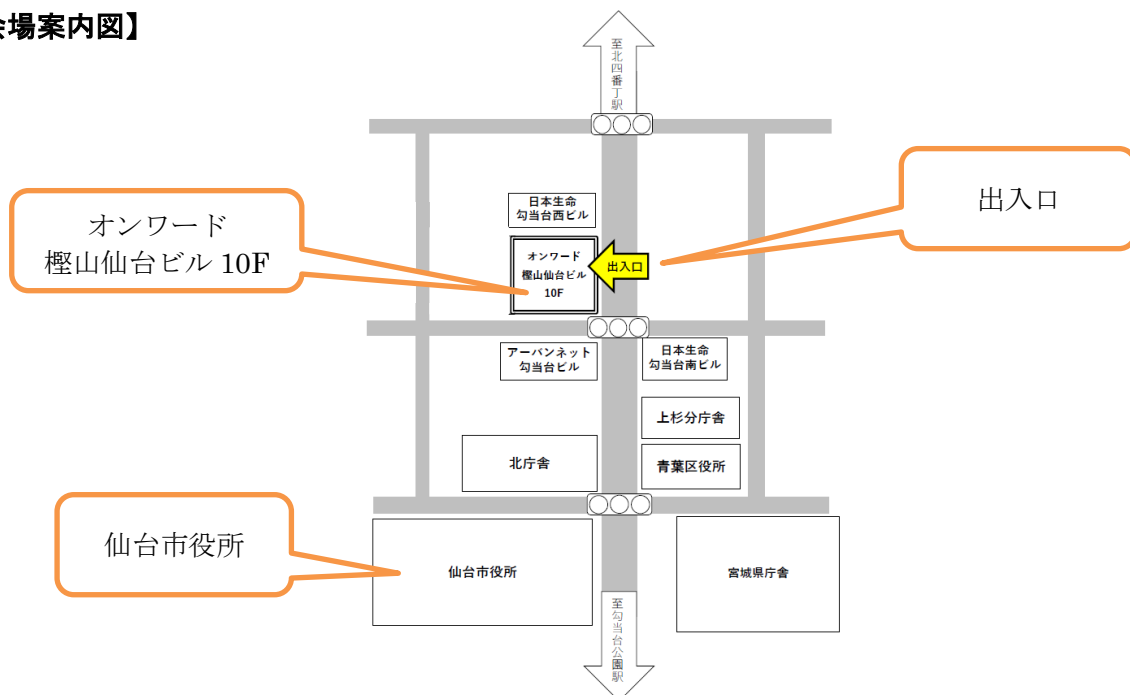 会場案内図】
至北四番丁駅
日本生命
勾当台西ビル
オンワード
樫山仙台ビル 10F
オンワード
樫山仙台ビル
10F
出入口
出入口
アーバンネット
勾当台ビル
日本生命
勾当台南ビル
上杉分庁舎
北庁舎
青葉区役所
仙台市役所
仙台市役所
宮城県庁舎
至勾当台公園駅